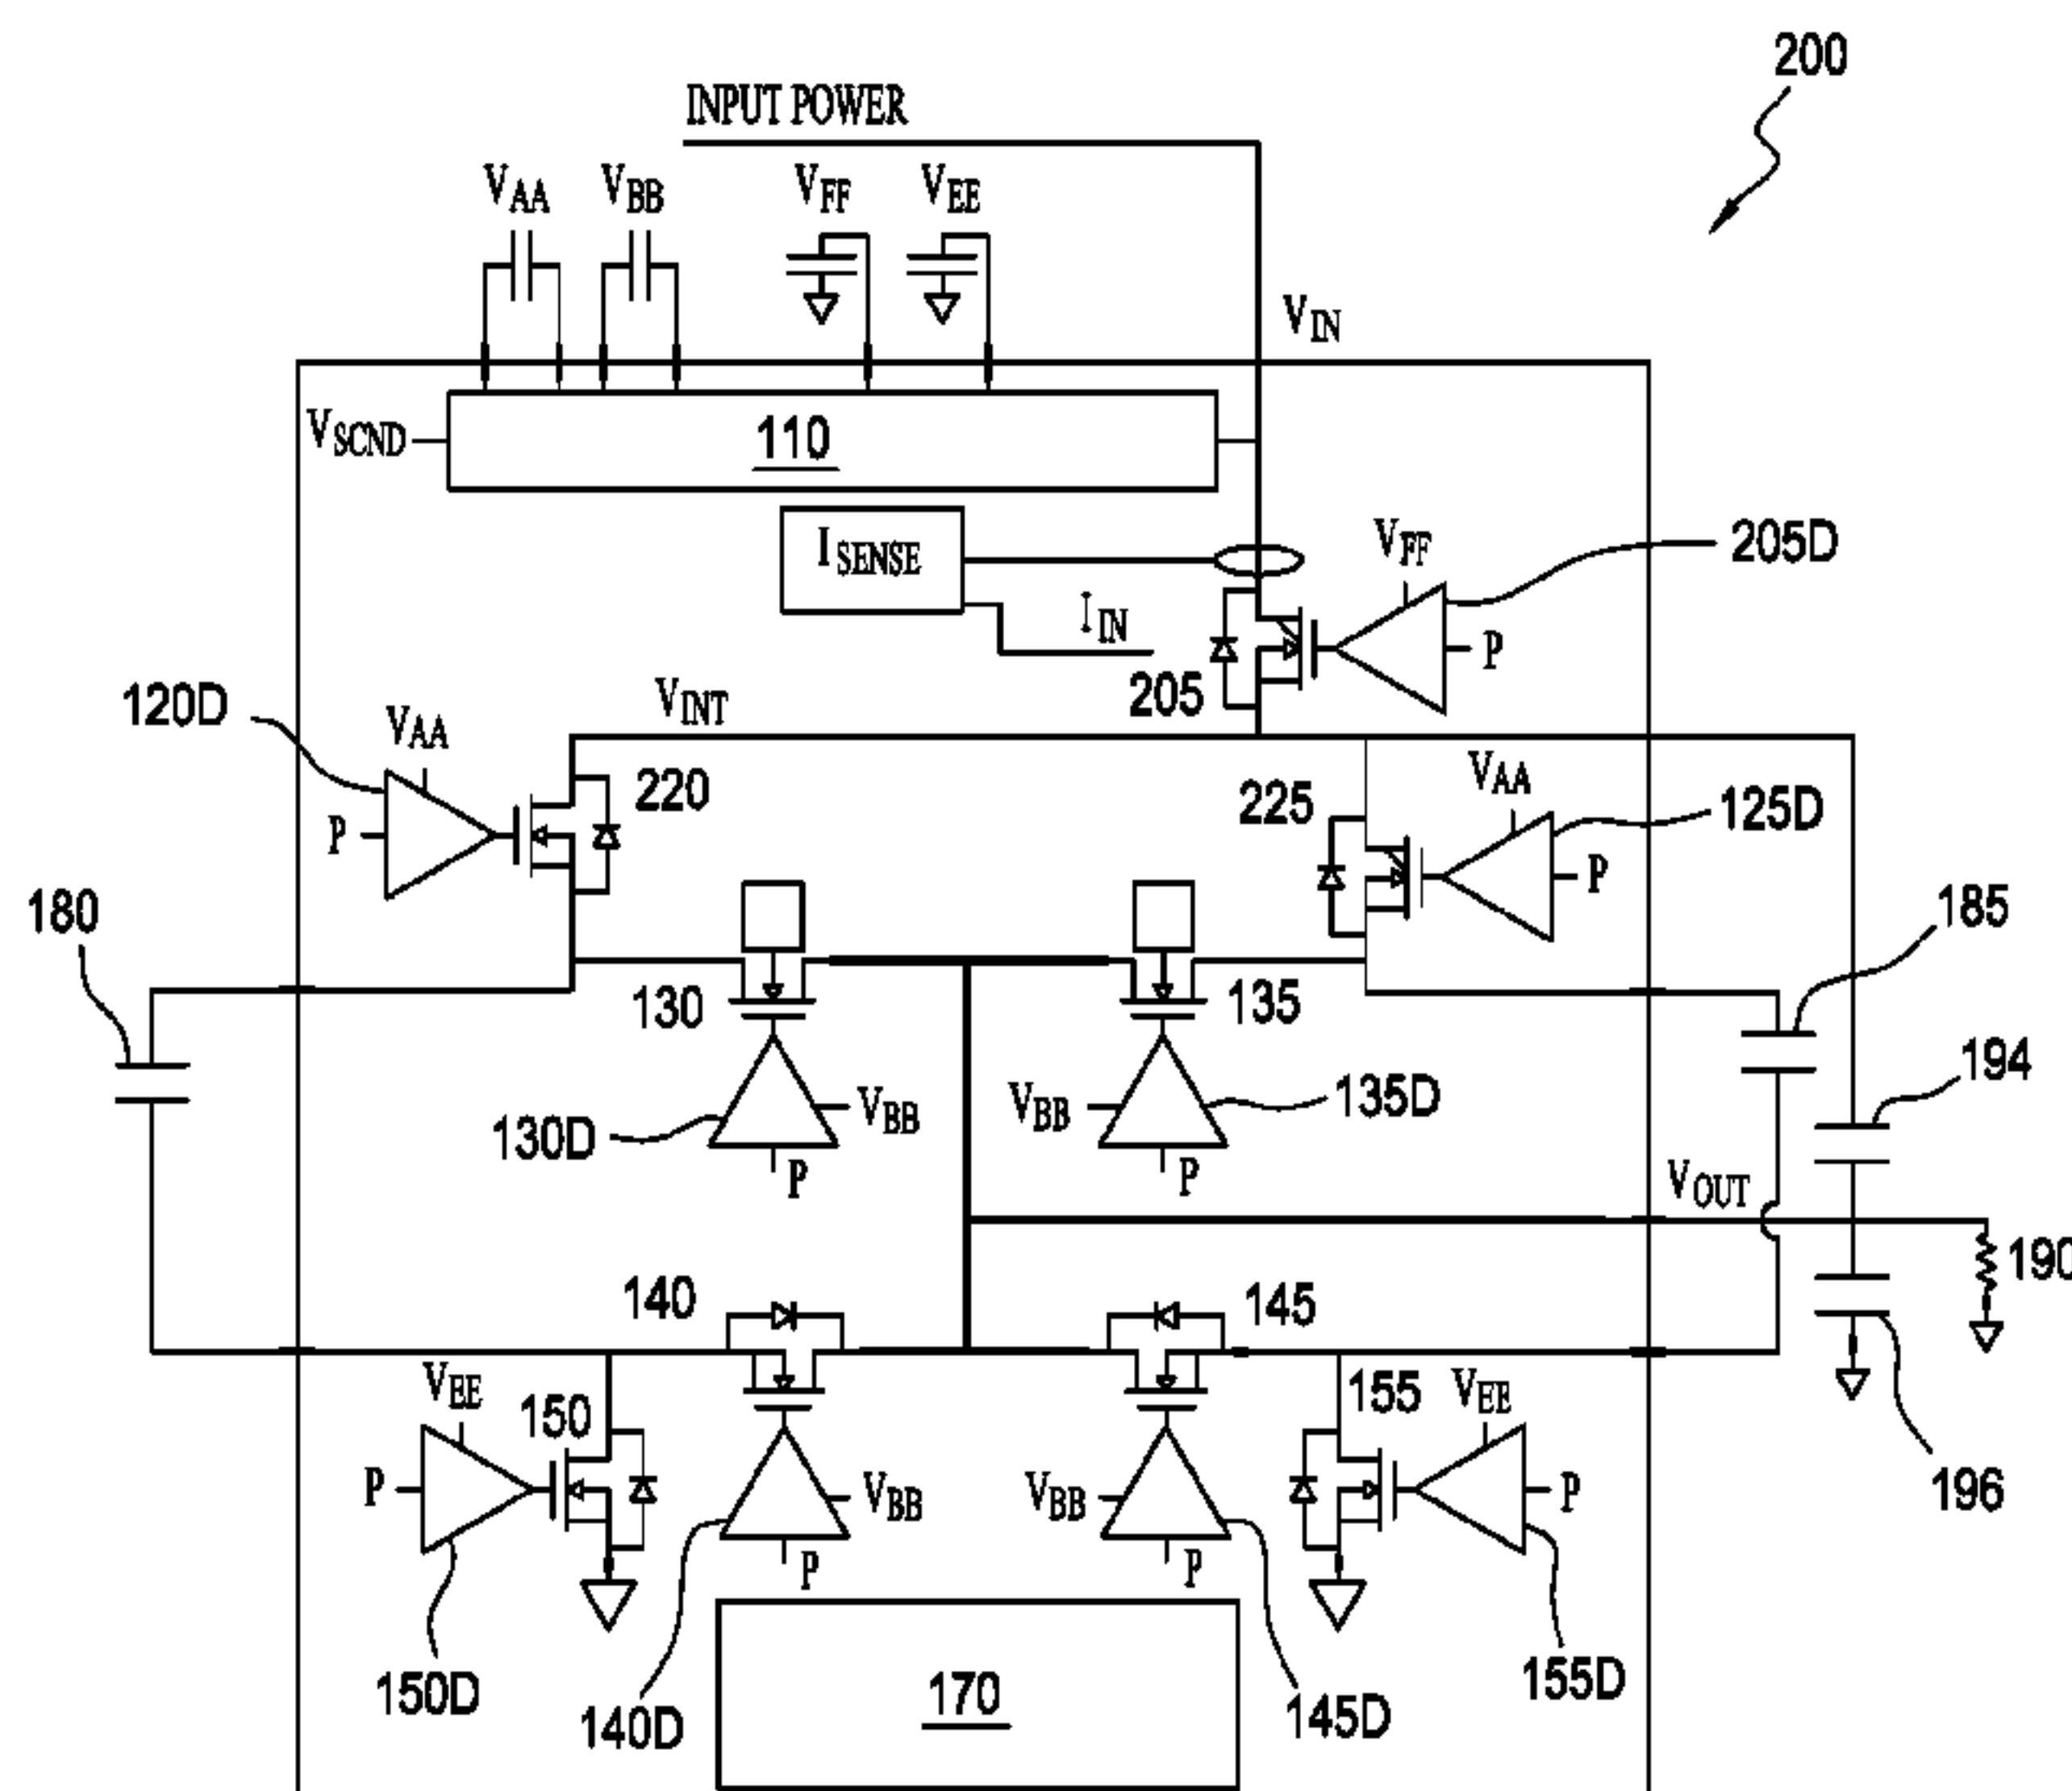 200
INPUT POWER
VAA VBB VFF VEE
VIN
VSCND 110
ISENSE
VFF 205D
IIN
P
205
120D VAA VINT
220 225 VAA 125D
P P
180 185
130 135
194
130D VBB VBB 135D
P P
VOUT
190
140 145
VEE 150 155 VEE
P VBB VBB P
196
P P
150D 140D 170 145D 155D